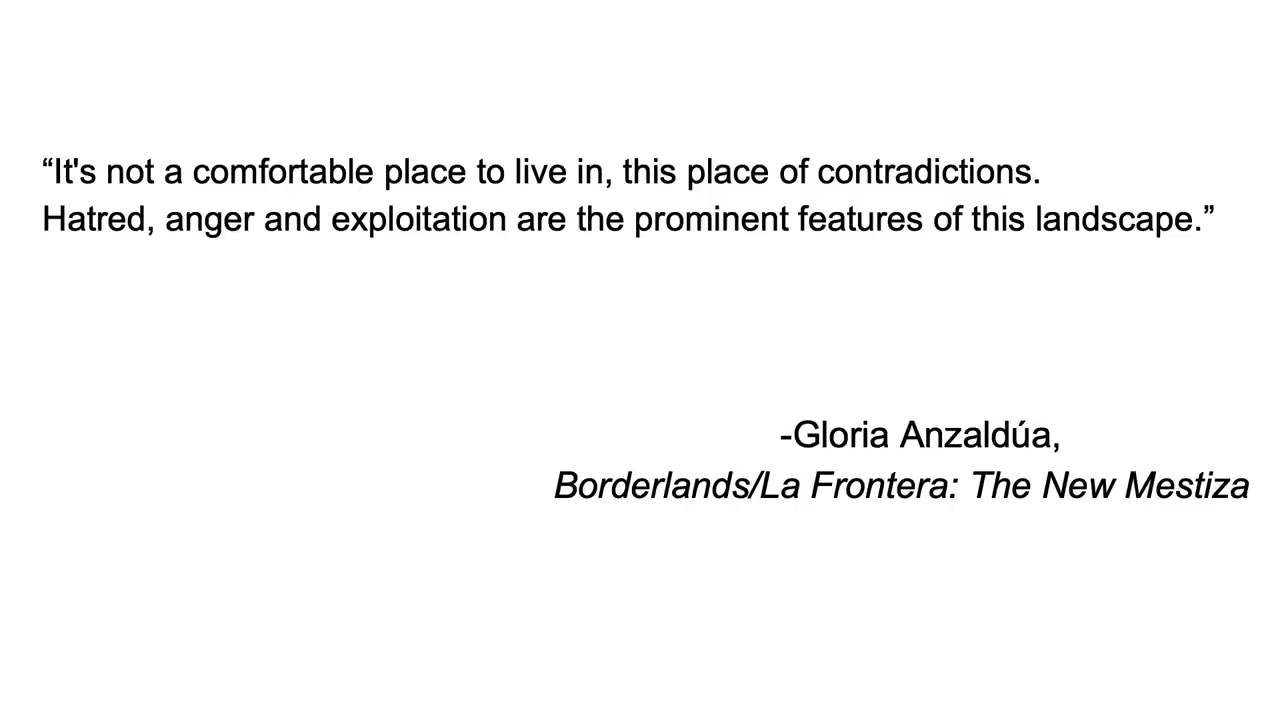 “It's not a comfortable place to live in, this place of contradictions.
Hatred, anger and exploitation are the prominent features of this landscape.”
-Gloria Anzaldúa,
Borderlands/La Frontera: The New Mestiza